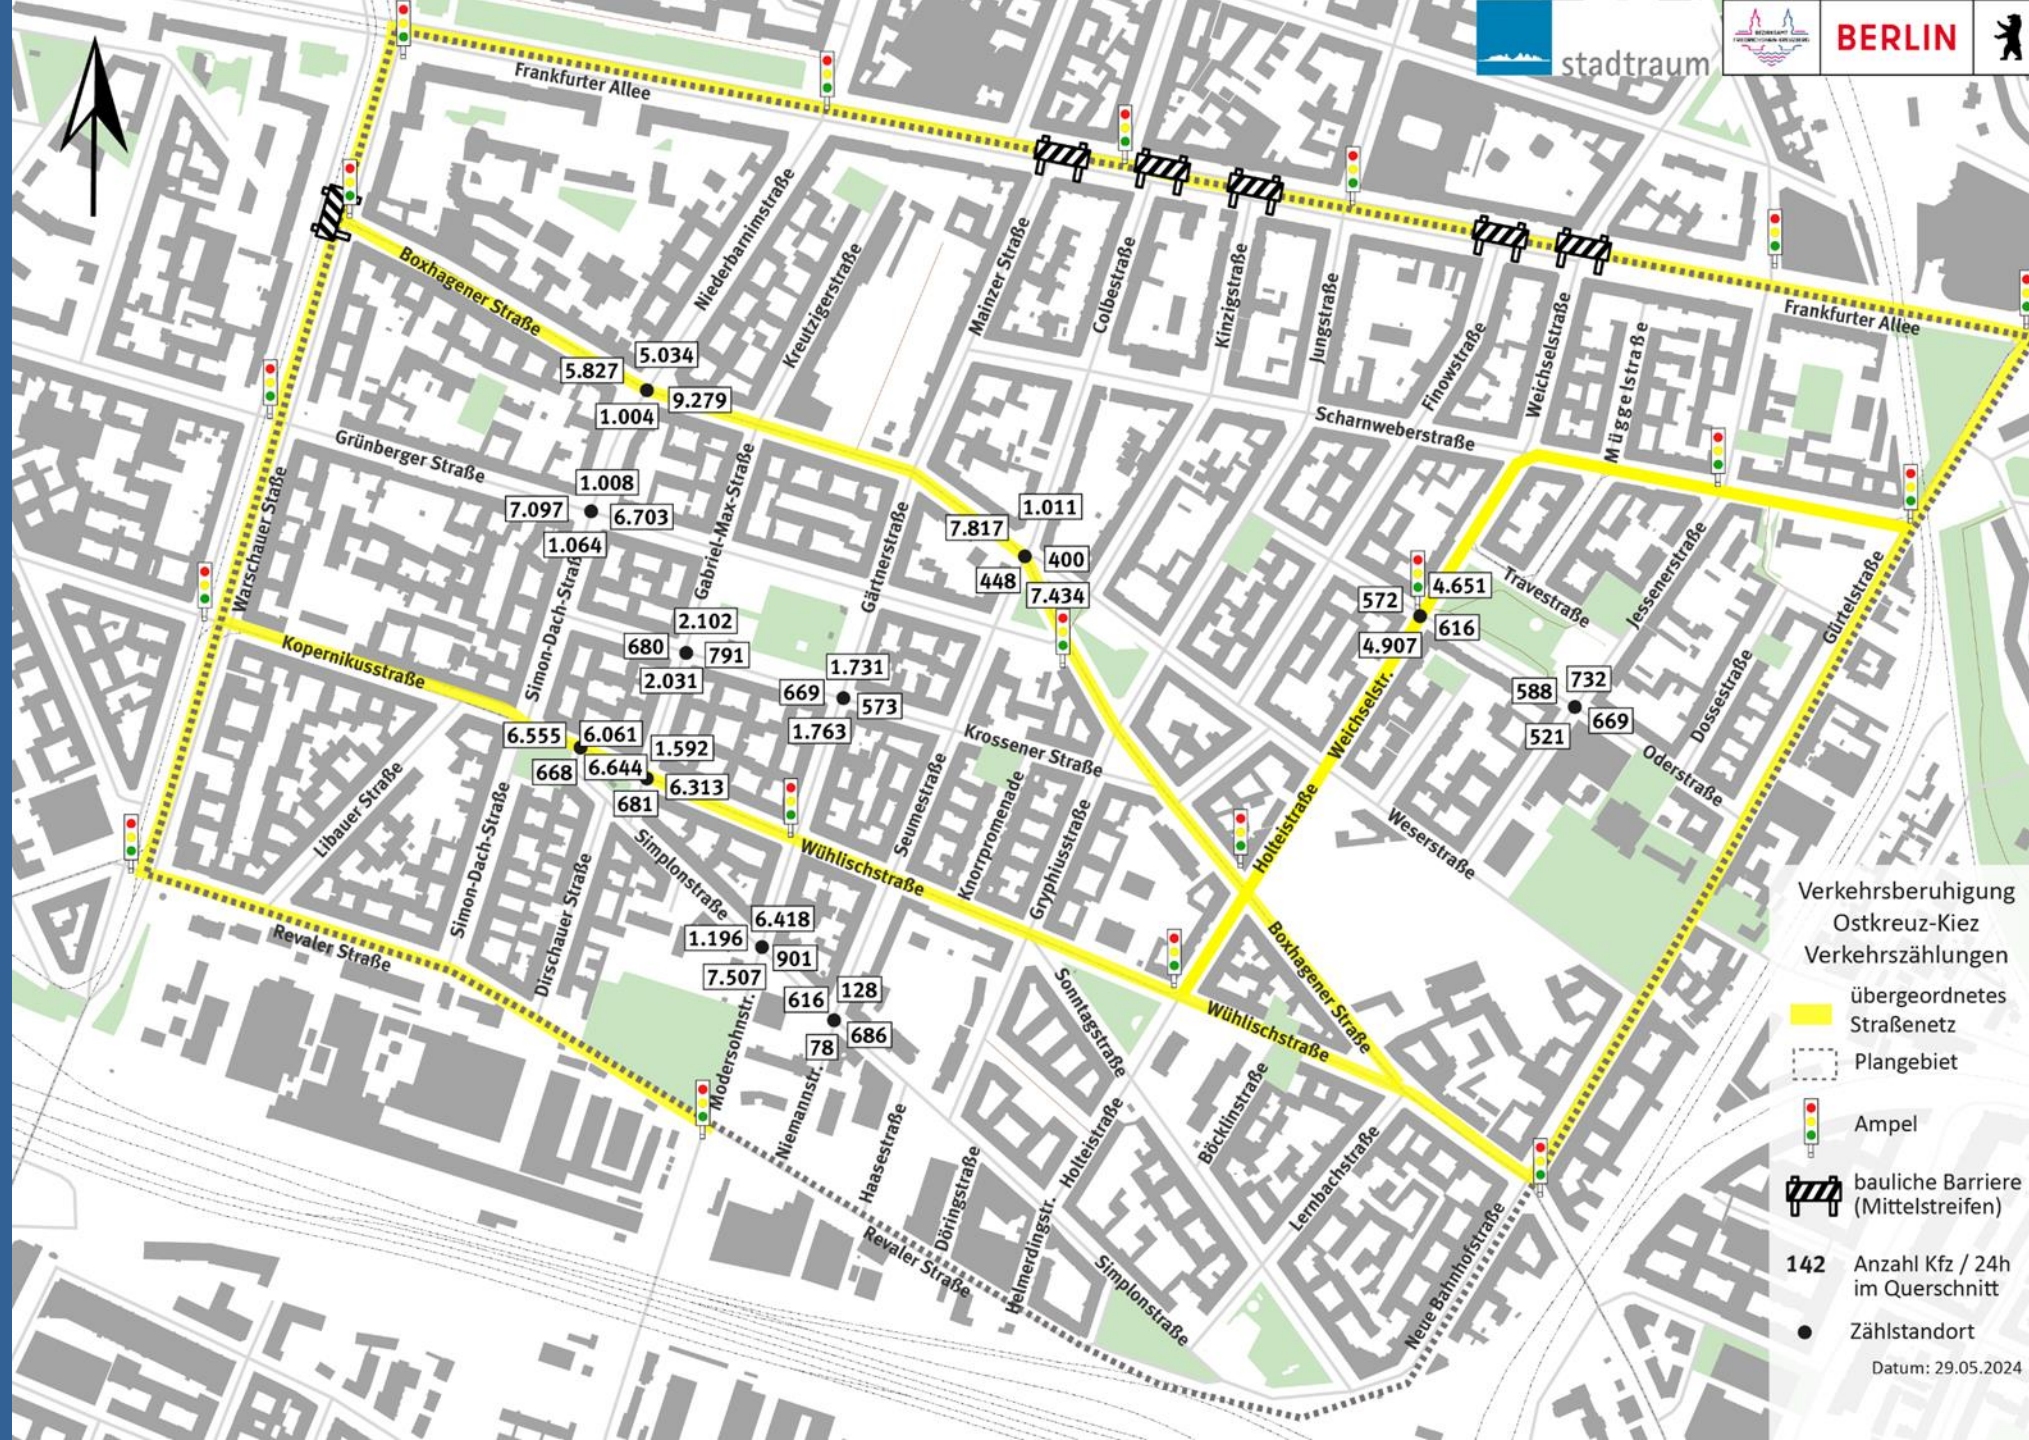 stadtraum
BEZIRKSAMT
FRIEDRICHSHAIN-KREUZBERG
BERLIN
Frankfurter Allee
Niederbarnimstraße
Boxhagener Straße
Kreutzigerstraße
Mainzer Straße
Colbestraße
Kinzigstraße
Jungstraße
Finowstraße
Weichselstraße
Müggelstraße
Frankfurter Allee
5.034
5.827
9.279
1.004
Scharnweberstraße
Grünberger Straße
Warschauer Staße
1.008
7.097
6.703
1.064
Gabriel-Max-Straße
Gärtnerstraße
1.011
7.817
400
448
7.434
Simon-Dach-Straße
572
4.651
616
4.907
Travestraße
Jessenerstraße
Gürtelstraße
Kopernikusstraße
2.102
680
791
2.031
1.731
669
573
1.763
588
732
669
521
Dossestraße
Oderstraße
Weichselstr.
Krossener Straße
6.555
6.061
668
1.592
6.644
6.313
681
Libauer Straße
Simon-Dach-Straße
Dirschauer Straße
Simplonstraße
Wühlischstraße
Seumestraße
Knorrpromenade
Gryphiusstraße
Holteistraße
Weserstraße
Revaler Straße
6.418
1.196
901
7.507
616
128
686
78
Modersohnstr.
Niemannstr.
Haasestraße
Döringstraße
Helmerdingstr.
Revaler Straße
Sonntagstraße
Holteistraße
Simplonstraße
Boxhagener Straße
Wühlischstraße
Böcklinstraße
Lernbachstraße
Neue Bahnhofstraße
Verkehrsberuhigung
Ostkreuz-Kiez
Verkehrszählungen
übergeordnetes
Straßenetz
Plangebiet
Ampel
bauliche Barriere
(Mittelstreifen)
142 Anzahl Kfz / 24h
im Querschnitt
Zählstandort
Datum: 29.05.2024